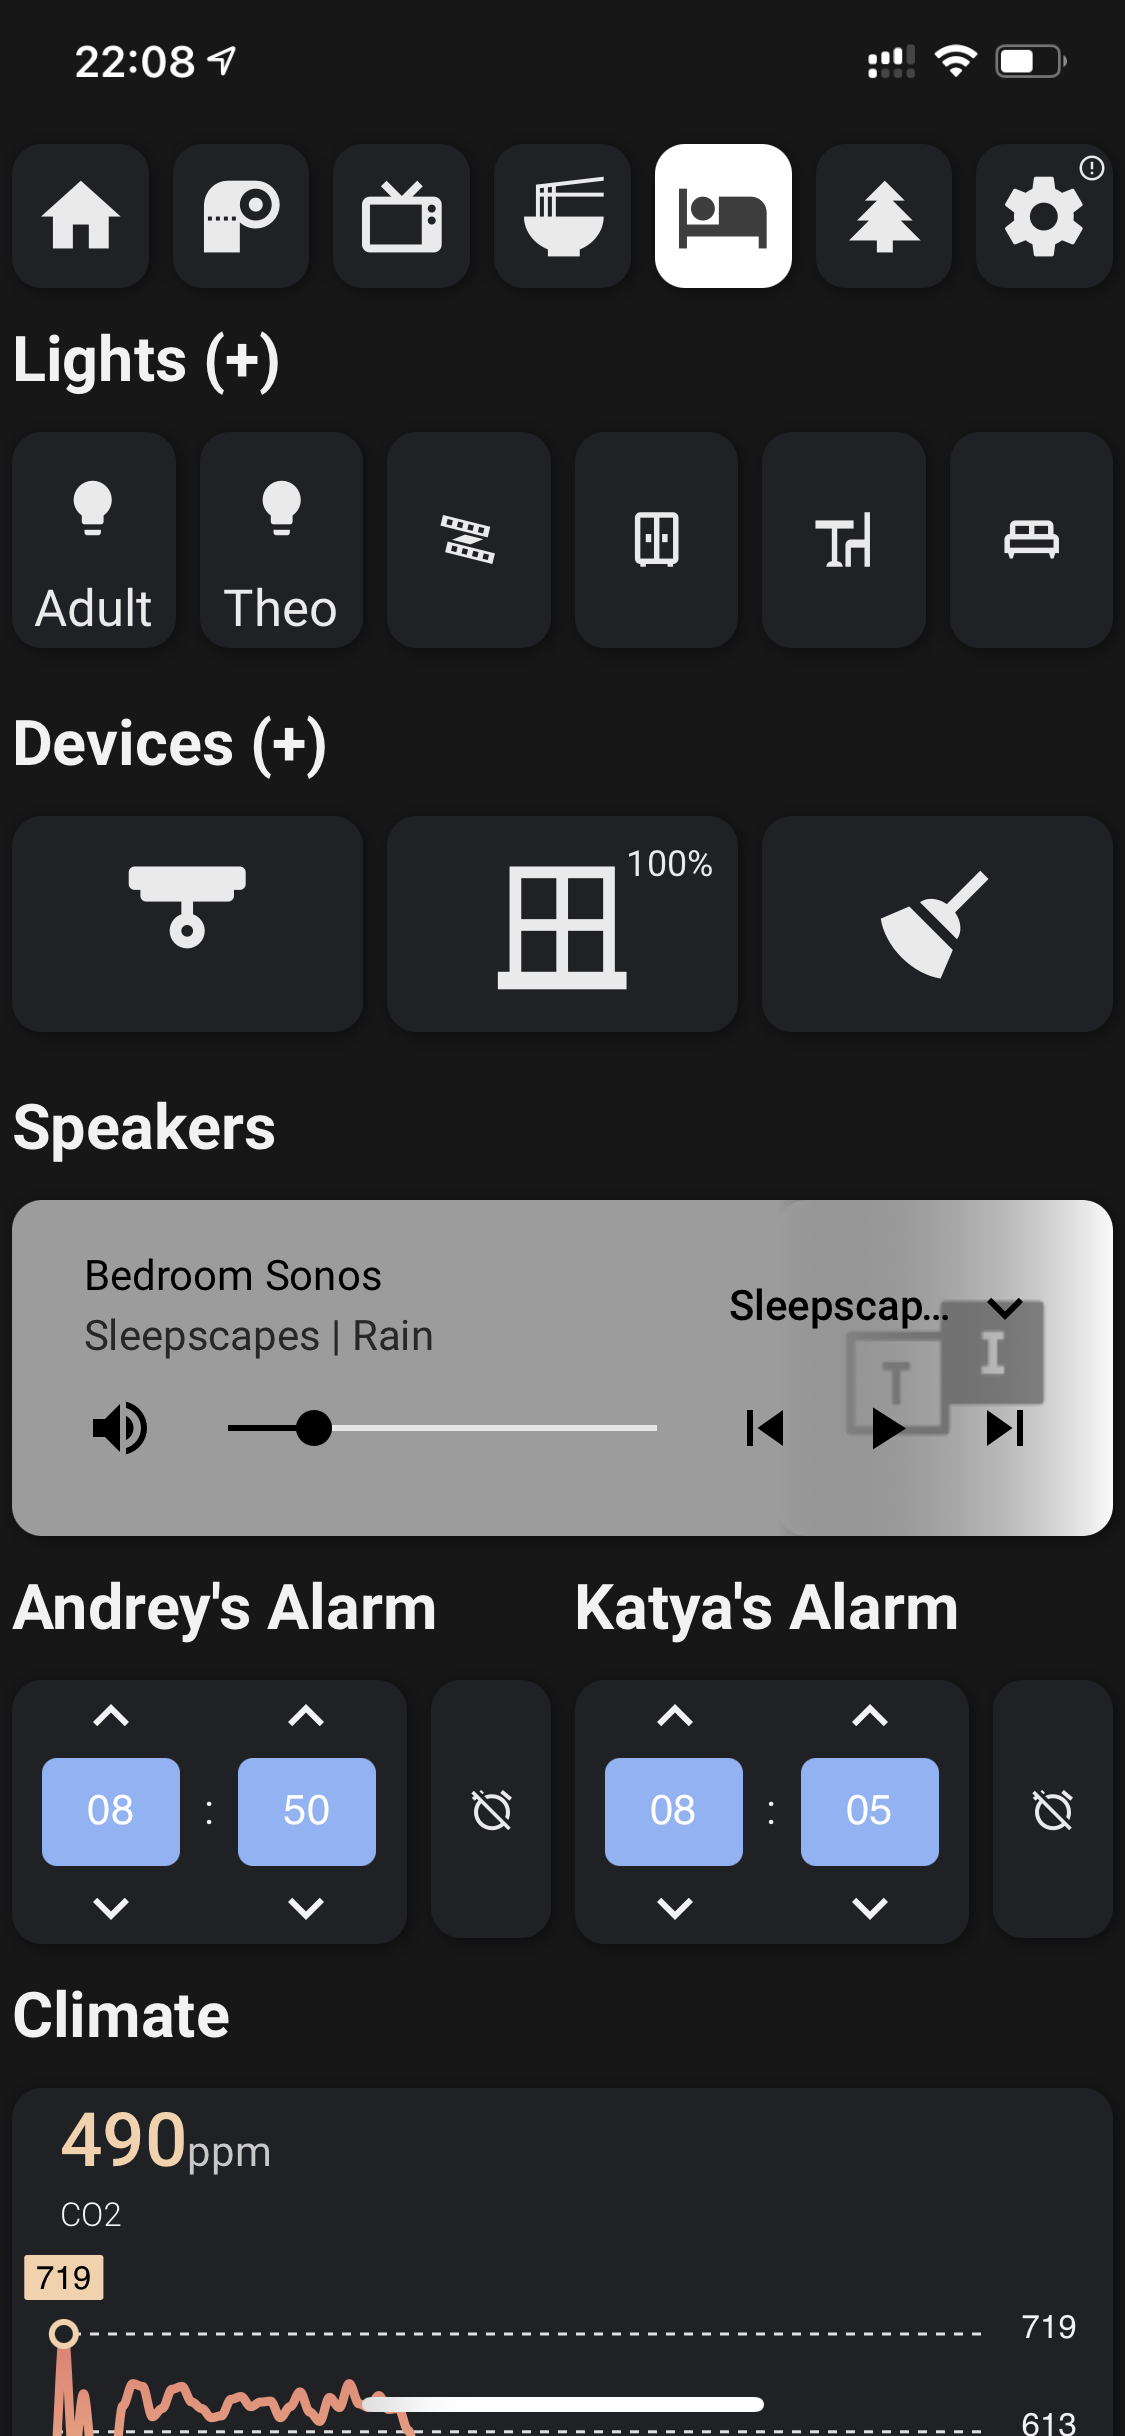 22:08
Lights (+)
Adult
Theo
Devices (+)
100%
Speakers
Bedroom Sonos
Sleepscapes | Rain
Sleepscap...
T
I
Andrey's Alarm
Katya's Alarm
08 : 50
08 : 05
Climate
490ppm
CO2
719
719
613